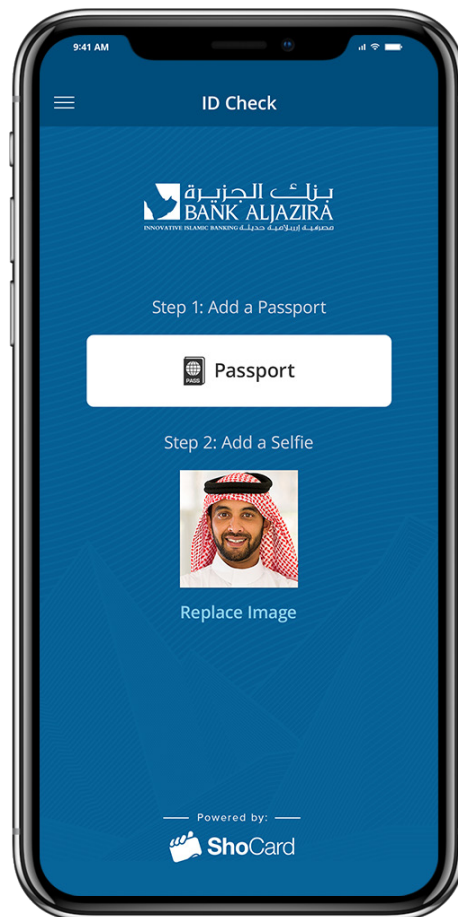 9:41 AM
ID Check
بنك الجزيرة
BANK ALJAZIRA
INNOVATIVE ISLAMIC BANKING
Step 1: Add a Passport
PASS
Passport
Step 2: Add a Selfie
Replace Image
Powered by:
ShoCard